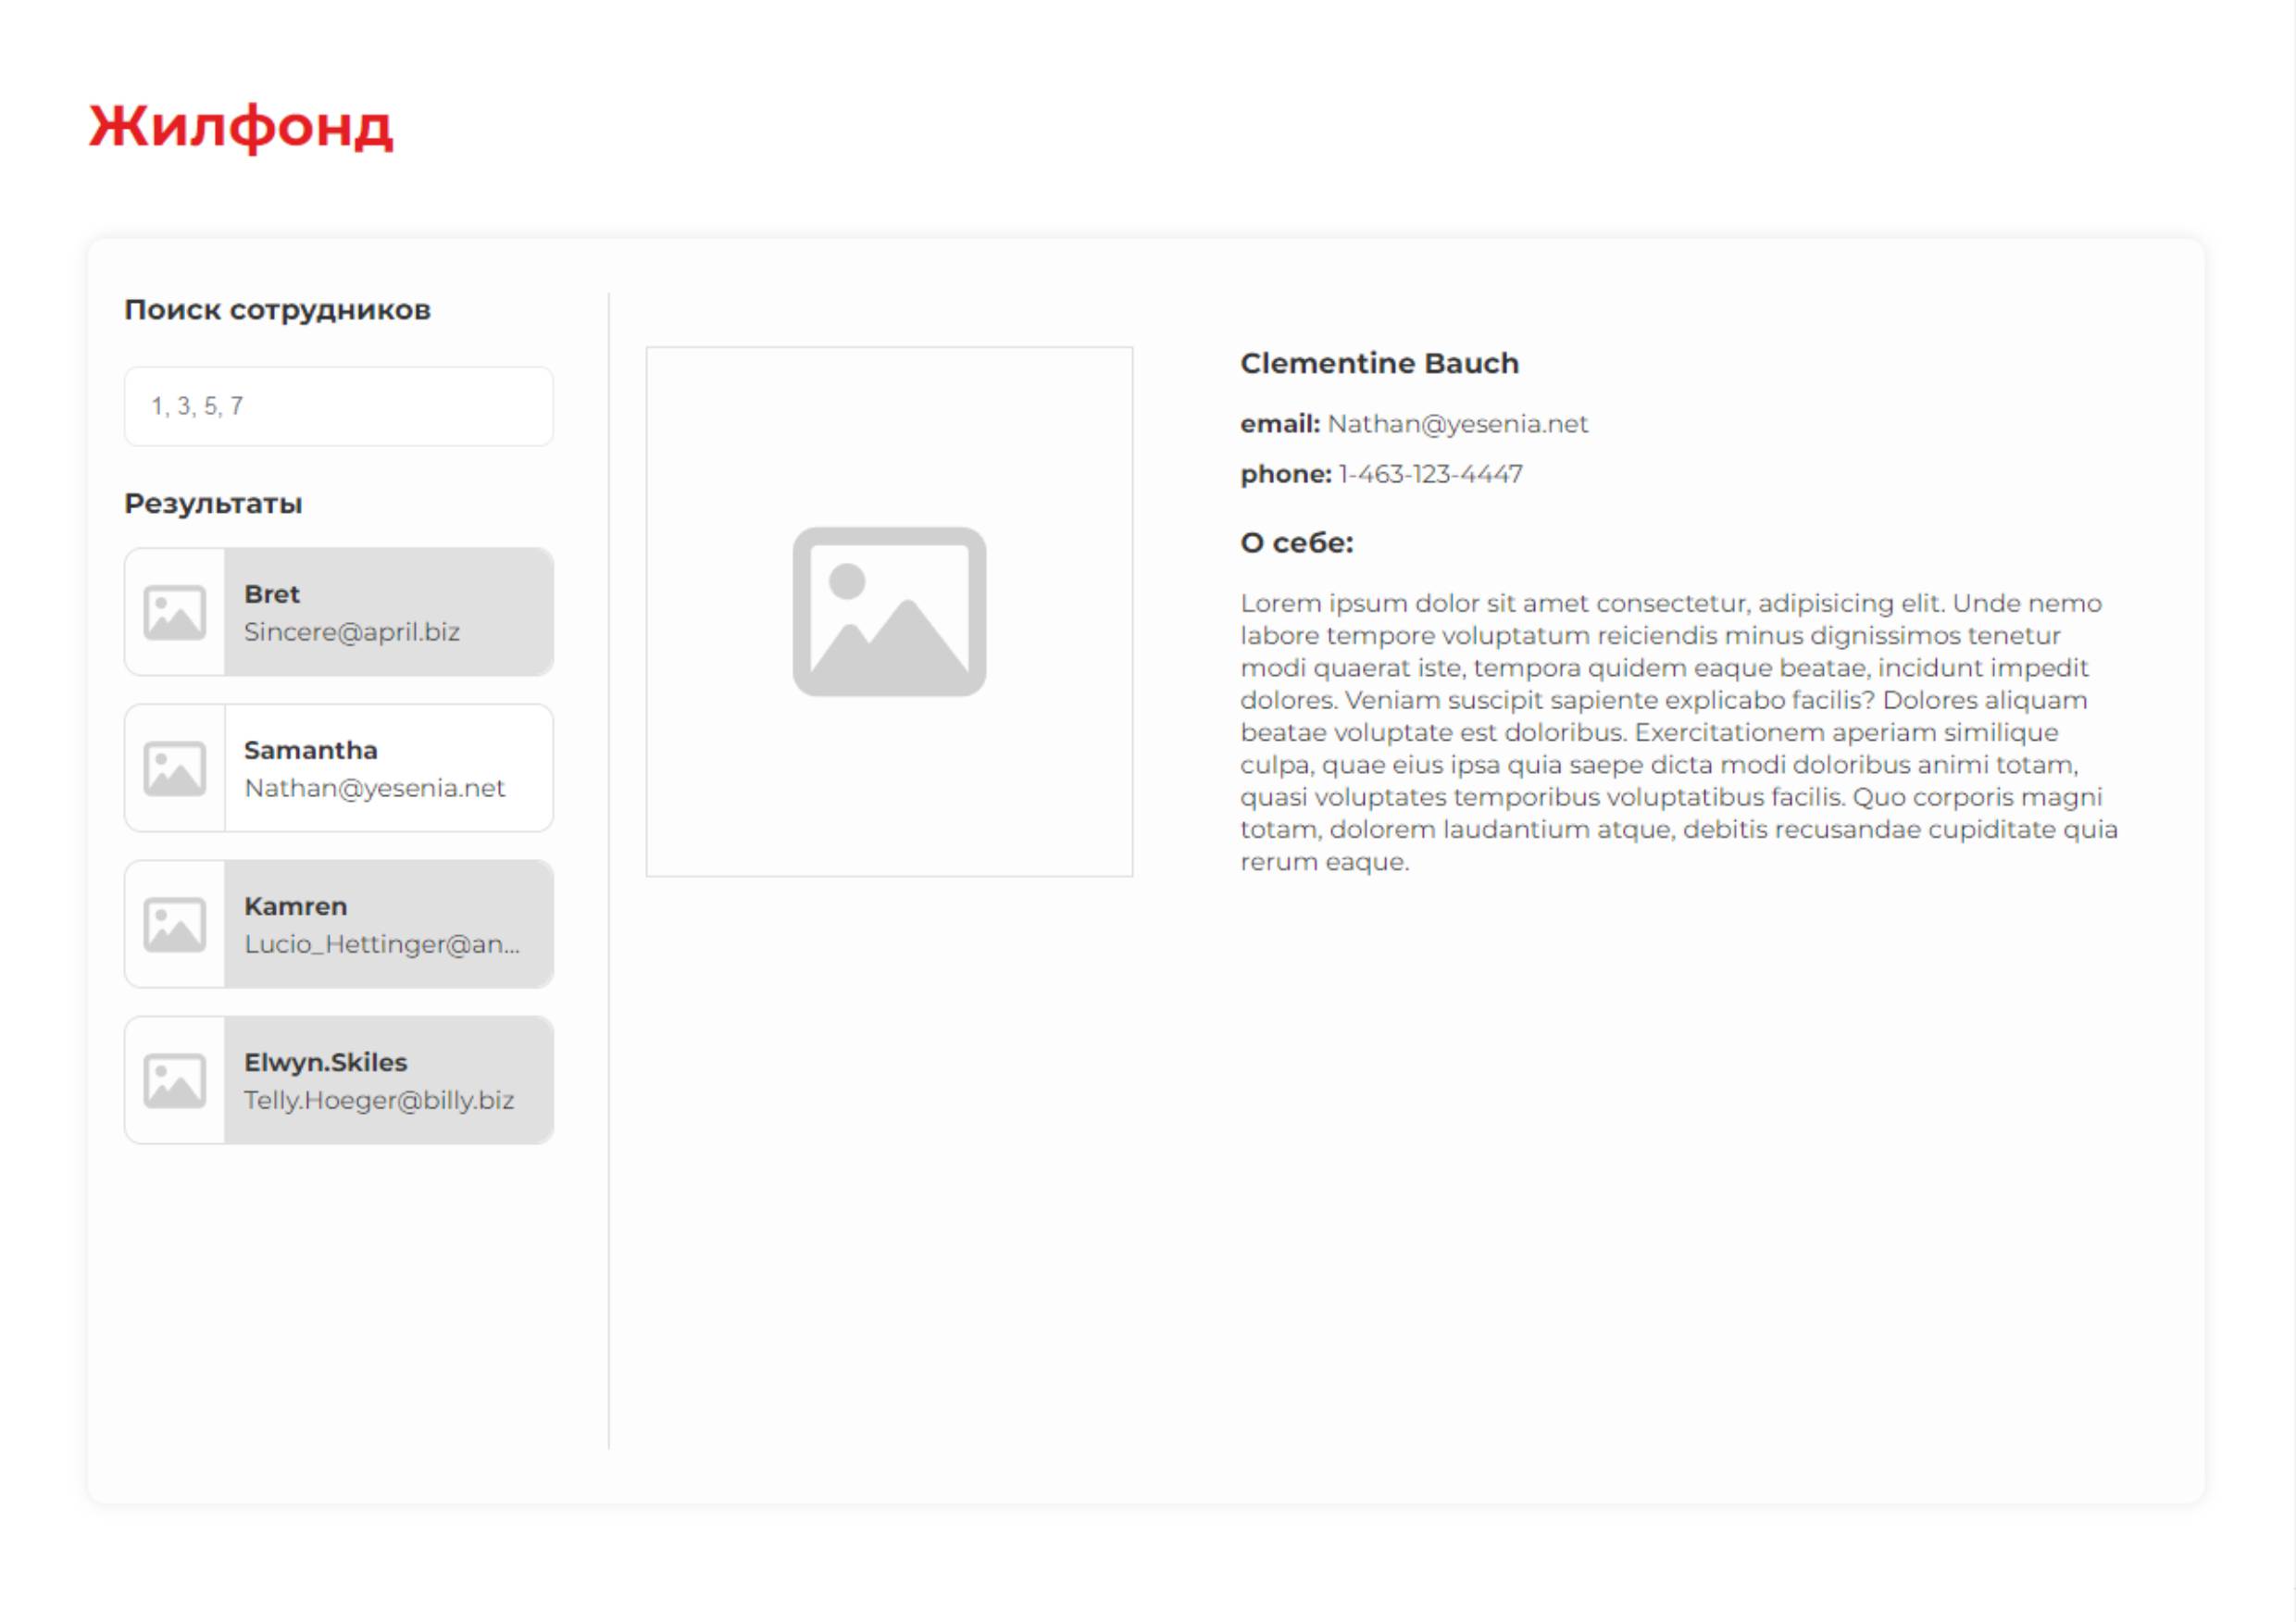 Жилфонд
Поиск сотрудников
1, 3, 5, 7
Результаты
Bret
Sincere@april.biz
Samantha
Nathan@yesenia.net
Kamren
Lucio_Hettinger@an...
Elwyn.Skiles
Telly.Hoeger@billy.biz
Clementine Bauch
email: Nathan@yesenia.net
phone: 1-463-123-4447
О себе:
Lorem ipsum dolor sit amet consectetur, adipisicing elit. Unde nemo
labore tempore voluptatum reiciendis minus dignissimos tenetur
modi quaerat iste, tempora quidem eaque beatae, incidunt impedit
dolores. Veniam suscipit sapiente explicabo facilis? Dolores aliquam
beatae voluptate est doloribus. Exercitationem aperiam similique
culpa, quae eius ipsa quia saepe dicta modi doloribus animi totam,
quasi voluptates temporibus voluptatibus facilis. Quo corporis magni
totam, dolorem laudantium atque, debitis recusandae cupiditate quia
rerum eaque.